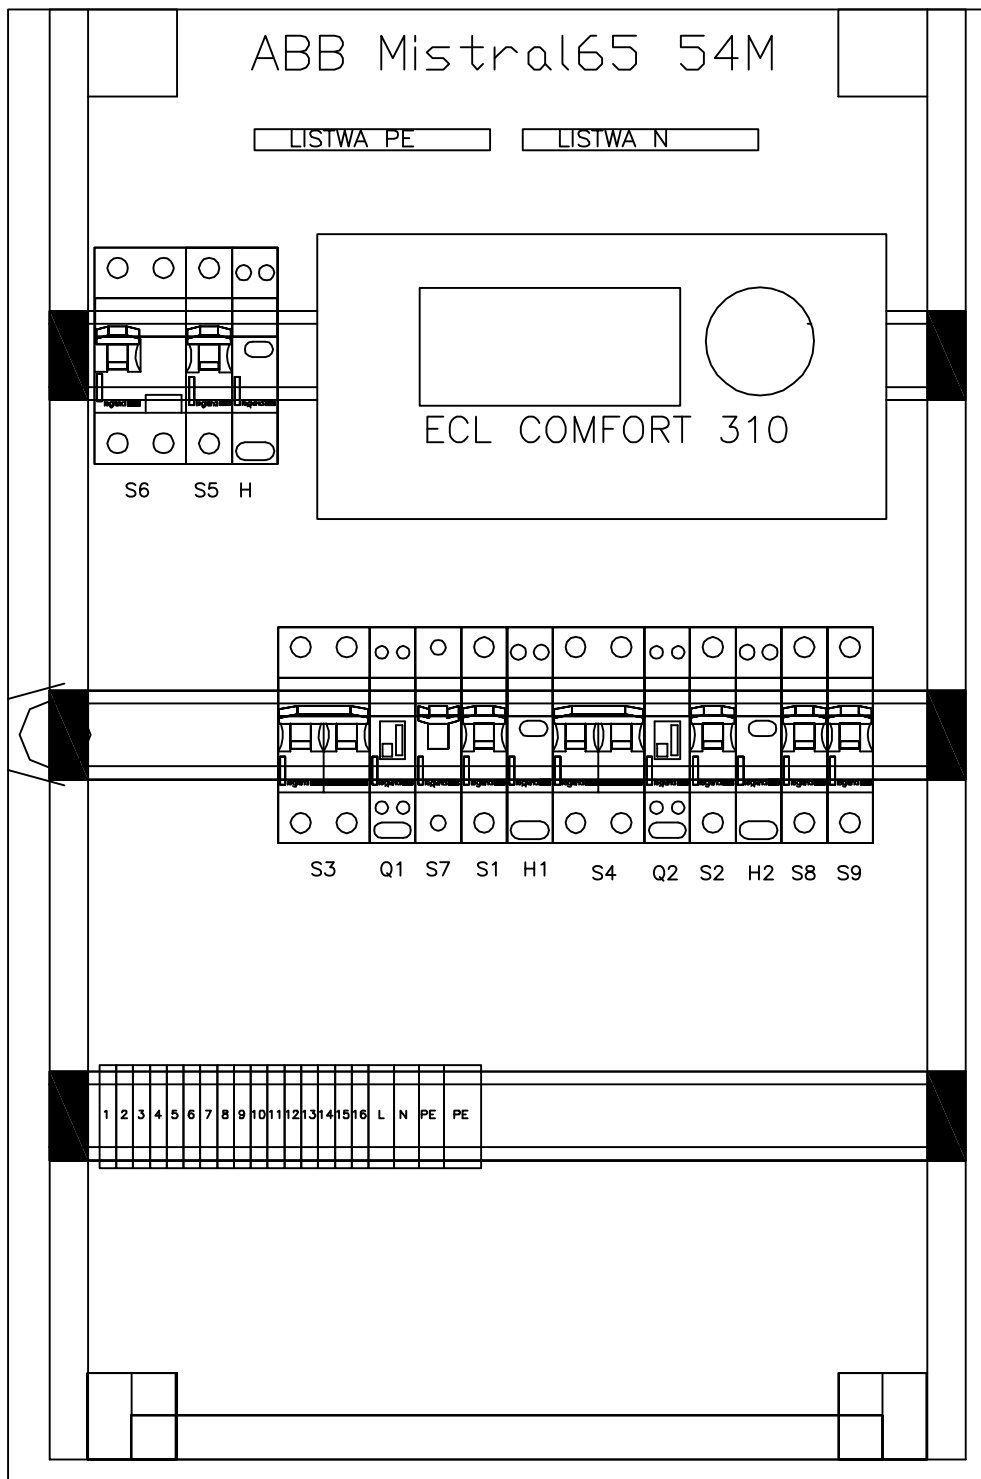 ABB Mistral65 54M
LISTWA PE LISTWA N
ECL COMFORT 310
S6 S5 H
S3 Q1 S7 S1 H1 S4 Q2 S2 H2 S8 S9
1 2 3 4 5 6 7 8 9 10 11 12 13 14 15 16 L N PE PE